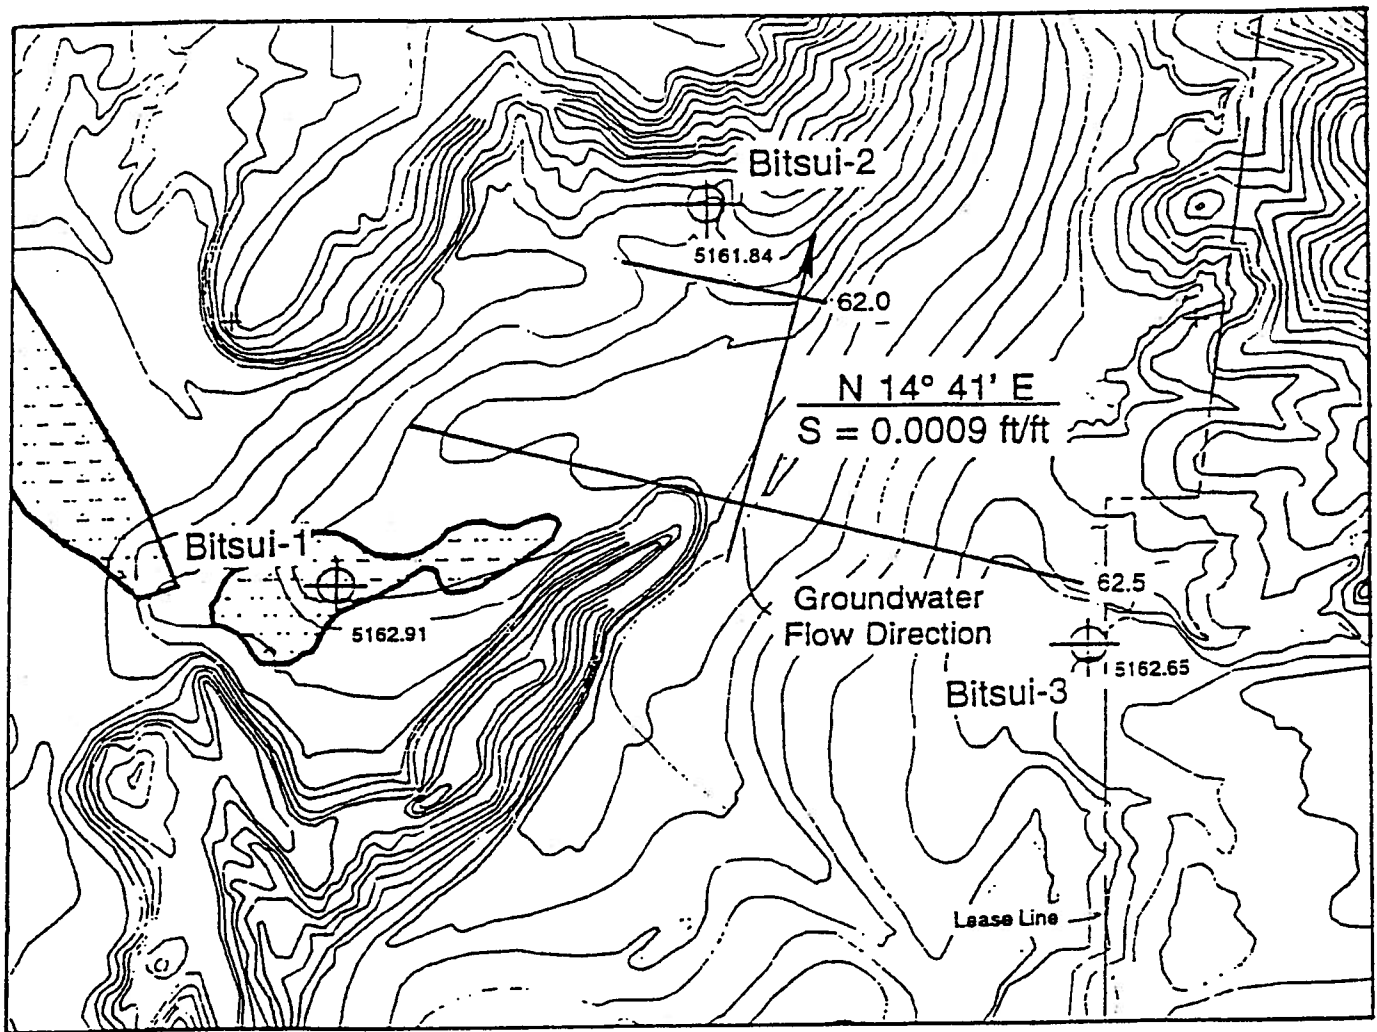 Bitsui-2
5161.84
62.0
N 14° 41' E
S = 0.0009 ft/ft
Bitsui-1
5162.91
62.5
Groundwater
Flow Direction
5162.65
Bitsui-3
Lease Line